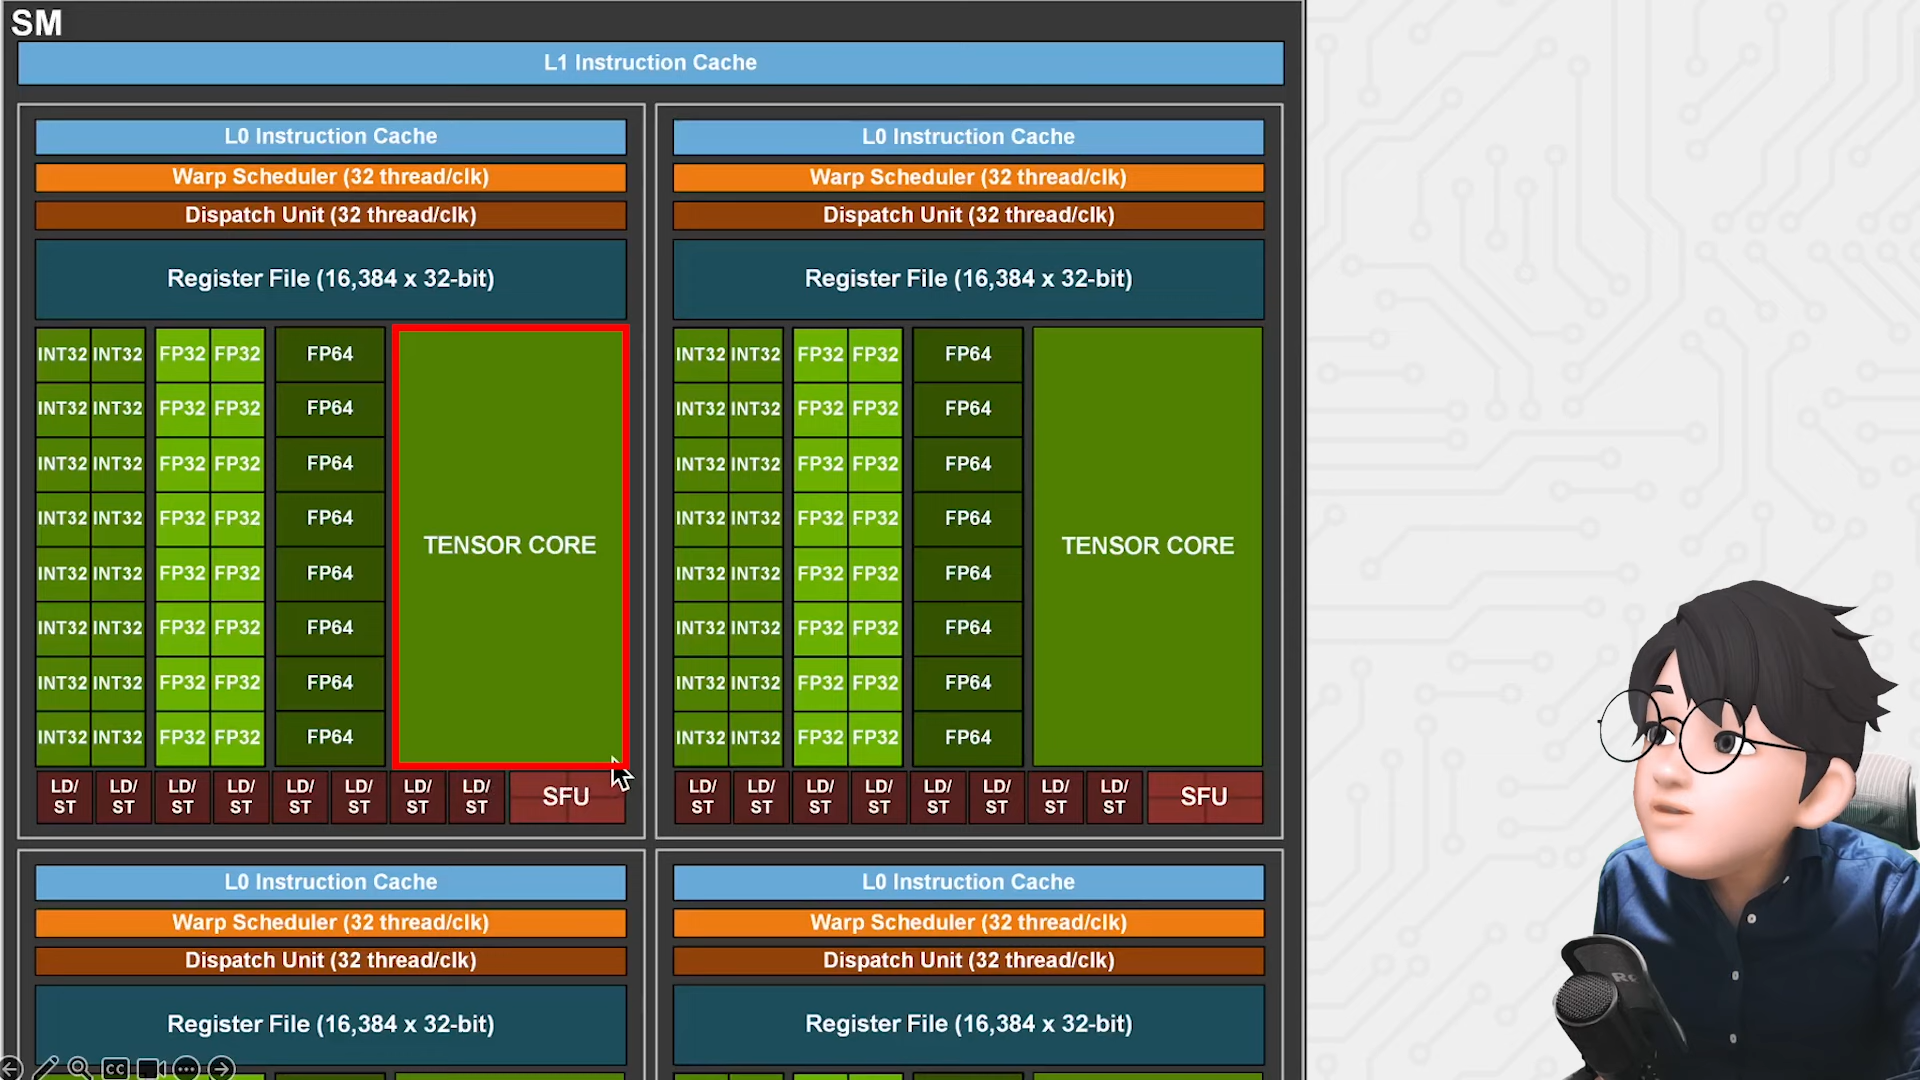 SM
L1 Instruction Cache
L0 Instruction Cache
Warp Scheduler (32 thread/clk)
Dispatch Unit (32 thread/clk)
Register File (16,384 x 32-bit)
INT32 INT32 FP32 FP32 FP64
INT32 INT32 FP32 FP32 FP64
INT32 INT32 FP32 FP32 FP64
INT32 INT32 FP32 FP32 FP64
INT32 INT32 FP32 FP32 FP64
INT32 INT32 FP32 FP32 FP64
INT32 INT32 FP32 FP32 FP64
INT32 INT32 FP32 FP32 FP64
TENSOR CORE
LD/ LD/ LD/ LD/ LD/ LD/ LD/ LD/
ST ST ST ST ST ST ST ST
SFU
L0 Instruction Cache
Warp Scheduler (32 thread/clk)
Dispatch Unit (32 thread/clk)
Register File (16,384 x 32-bit)
INT32 INT32 FP32 FP32 FP64
INT32 INT32 FP32 FP32 FP64
INT32 INT32 FP32 FP32 FP64
INT32 INT32 FP32 FP32 FP64
INT32 INT32 FP32 FP32 FP64
INT32 INT32 FP32 FP32 FP64
INT32 INT32 FP32 FP32 FP64
INT32 INT32 FP32 FP32 FP64
TENSOR CORE
LD/ LD/ LD/ LD/ LD/ LD/ LD/ LD/
ST ST ST ST ST ST ST ST
SFU
L0 Instruction Cache
Warp Scheduler (32 thread/clk)
Dispatch Unit (32 thread/clk)
Register File (16,384 x 32-bit)
L0 Instruction Cache
Warp Scheduler (32 thread/clk)
Dispatch Unit (32 thread/clk)
Register File (16,384 x 32-bit)
CC